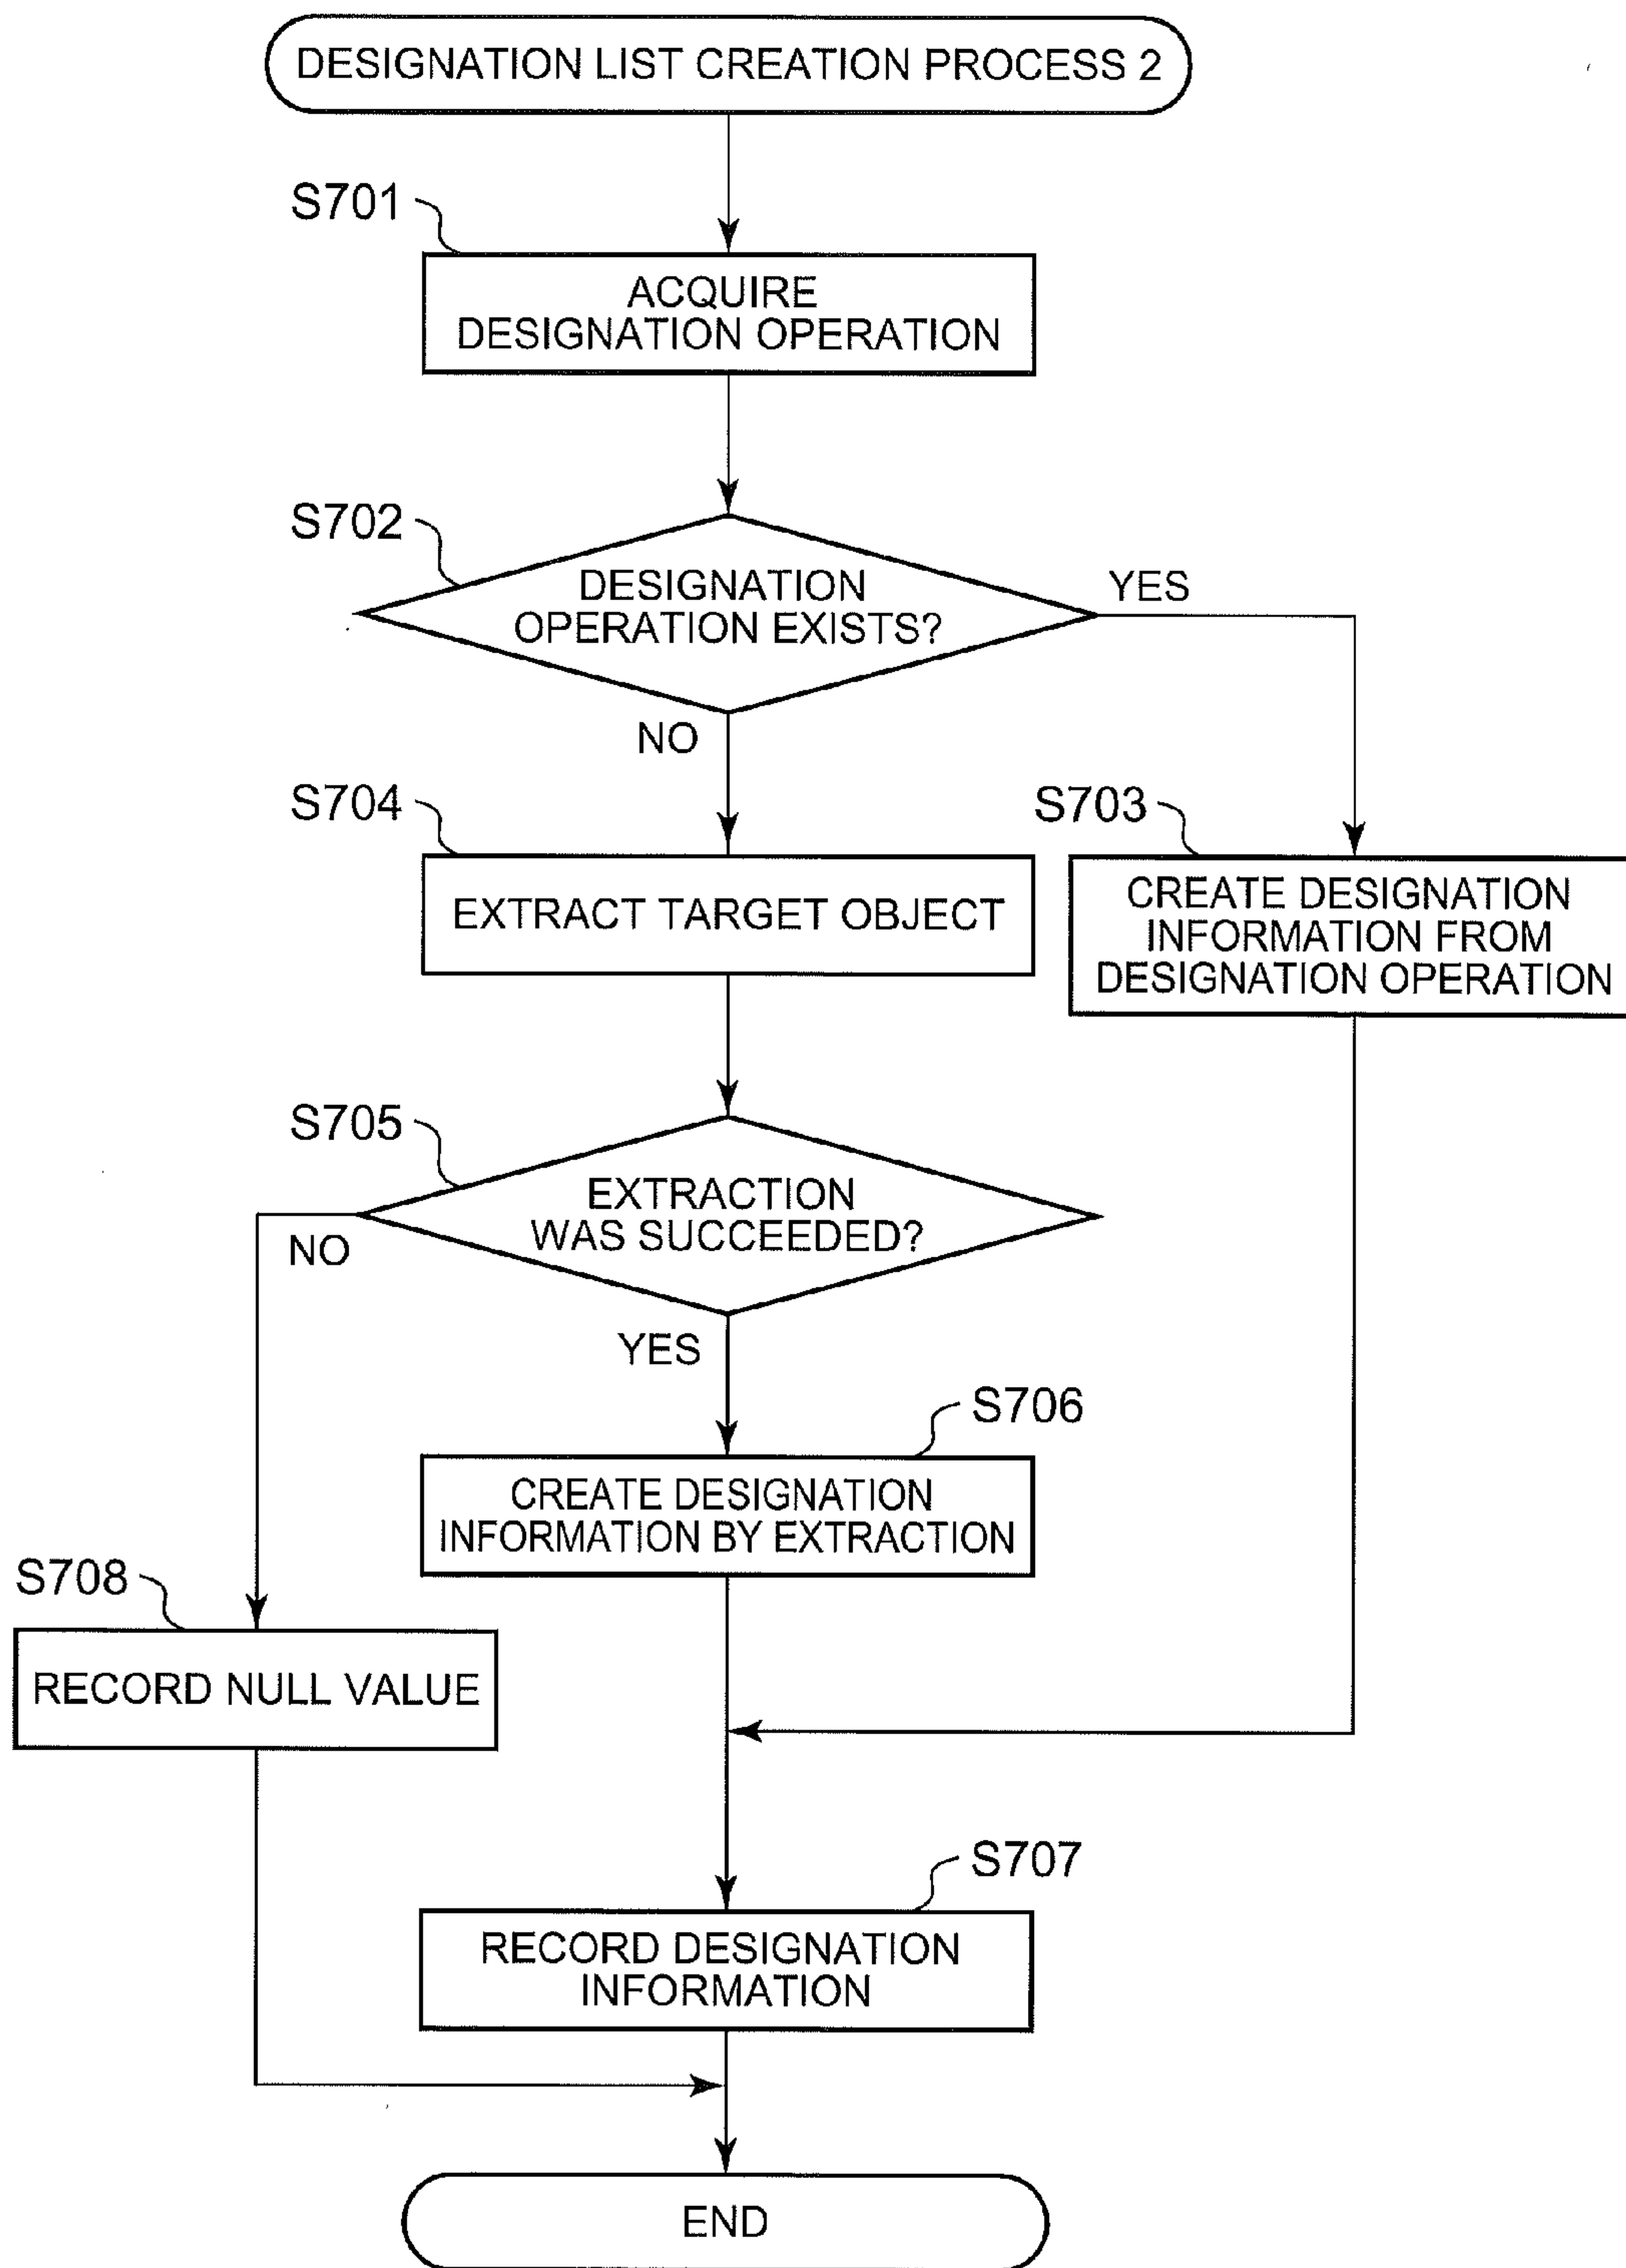 DESIGNATION LIST CREATION PROCESS 2
S701
ACQUIRE
DESIGNATION OPERATION
S702
DESIGNATION
OPERATION EXISTS?
YES
NO
S704
EXTRACT TARGET OBJECT
S703
CREATE DESIGNATION
INFORMATION FROM
DESIGNATION OPERATION
S705
EXTRACTION
WAS SUCCEEDED?
NO
YES
S706
CREATE DESIGNATION
INFORMATION BY EXTRACTION
S708
RECORD NULL VALUE
S707
RECORD DESIGNATION
INFORMATION
END